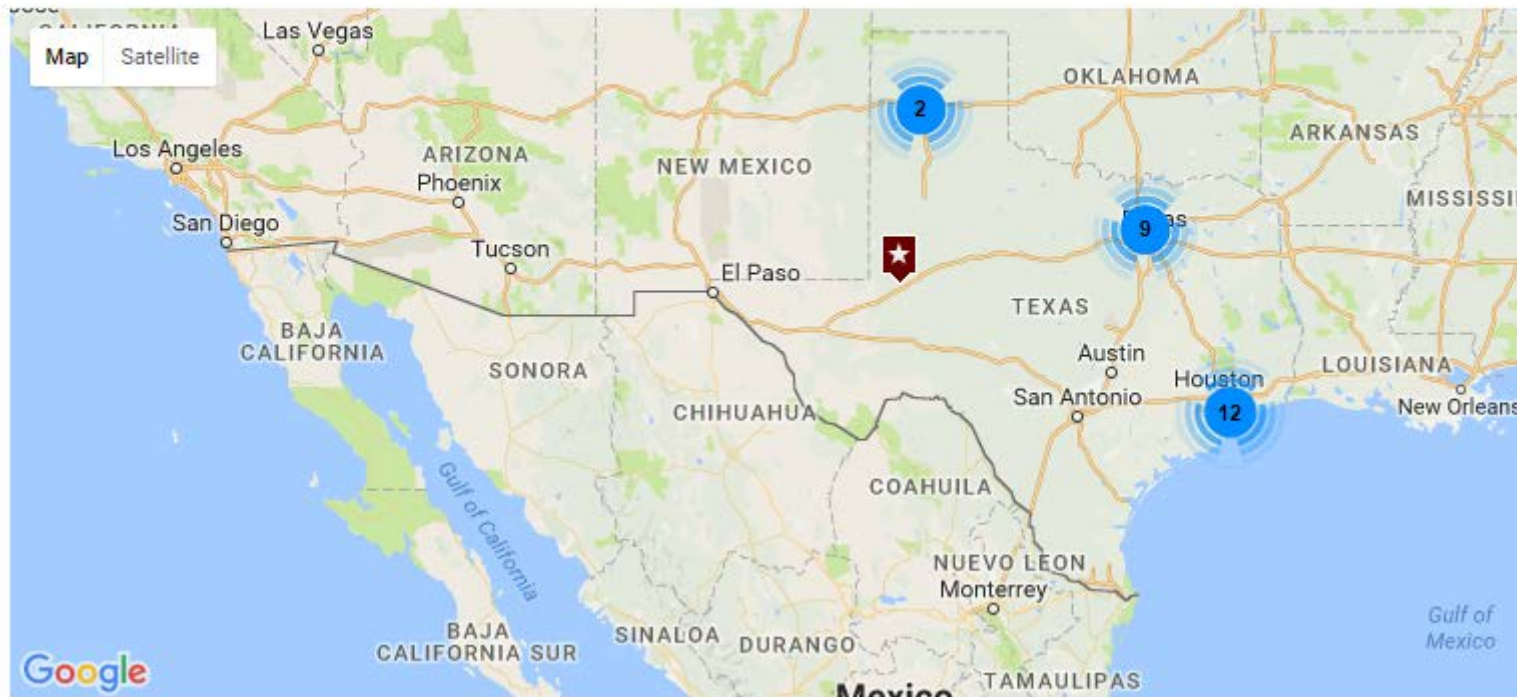 Las Vegas
Map Satellite
2
OKLAHOMA
ARKANSAS
Los Angeles
ARIZONA
NEW MEXICO
Phoenix
MISSISSI
San Diego
9
Tucson
El Paso
TEXAS
BAJA
CALIFORNIA
SONORA
Austin
LOUISIANA
Houston
San Antonio
New Orleans
CHIHUAHUA
12
COAHUILA
Gulf of California
NUEVO LEON
Monterrey
Gulf of
Mexico
BAJA
CALIFORNIA SUR
SINALOA
DURANGO
TAMAULIPAS
Google
Mexico